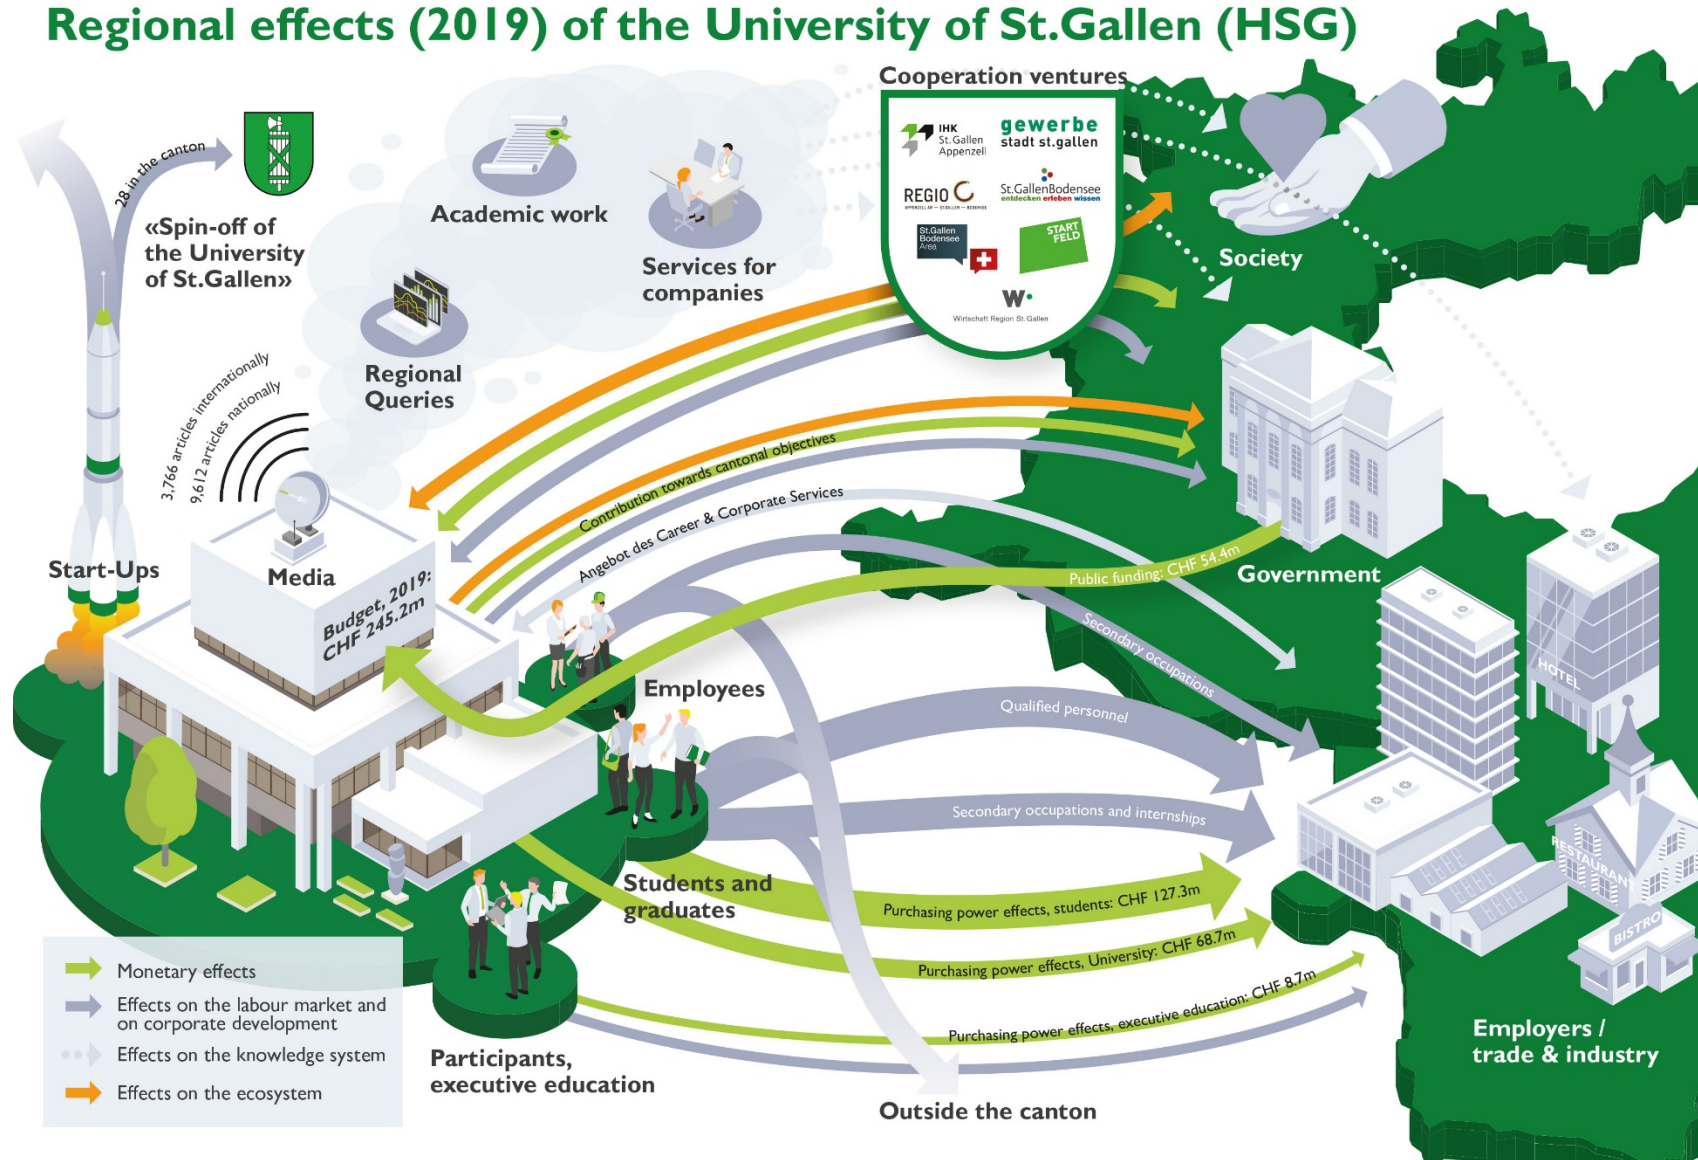 Regional effects (2019) of the University of St.Gallen (HSG)
Cooperation ventures
IHK
St.Gallen
Appenzell
gewerbe
stadt st.gallen
REGIO
APPENZELL AR — ST.GALLEN — BODENSEE
St.GallenBodensee
entdecken erleben wissen
St.Gallen
Bodensee
Area
START
FELD
W
Wirtschaft Region St. Gallen
28 in the canton
«Spin-off of
the University
of St.Gallen»
Academic work
Services for
companies
Regional
Queries
Society
3,766 articles internationally
9,612 articles nationally
Start-Ups
Media
Budget, 2019:
CHF 245.2m
Contribution towards cantonal objectives
Angebot des Career & Corporate Services
Public funding: CHF 54.4m
Government
Secondary occupations
Employees
Qualified personnel
HOTEL
Secondary occupations and internships
Students and
graduates
Purchasing power effects, students: CHF 127.3m
Purchasing power effects, University: CHF 68.7m
Purchasing power effects, executive education: CHF 8.7m
RESTAURANT
BISTRO
Participants,
executive education
Employers /
trade & industry
Outside the canton
Monetary effects
Effects on the labour market and
on corporate development
Effects on the knowledge system
Effects on the ecosystem